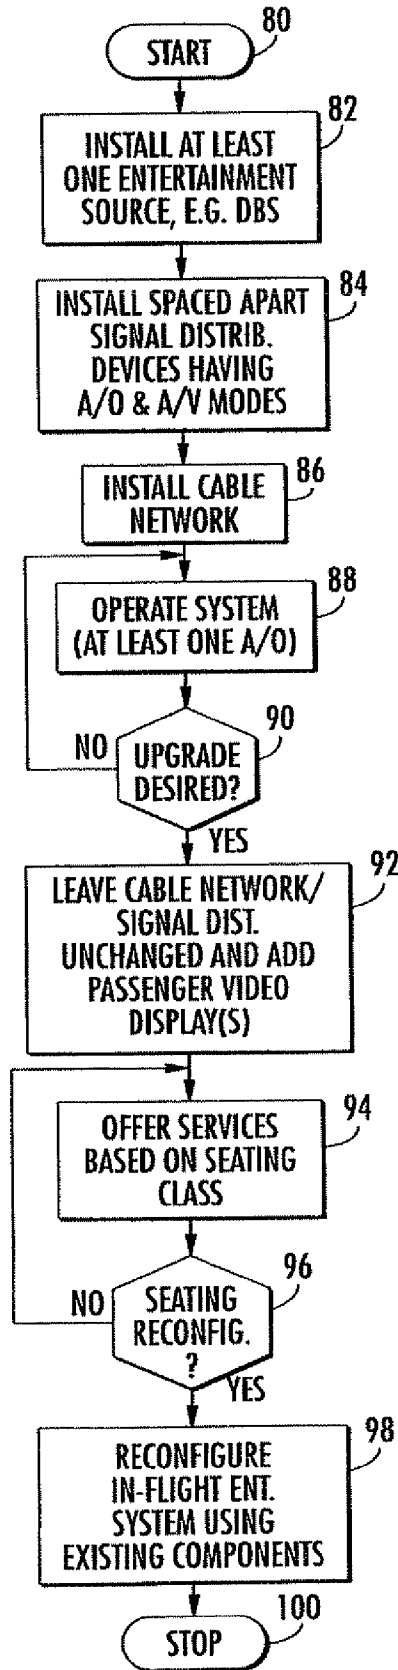 80
START
82
INSTALL AT LEAST
ONE ENTERTAINMENT
SOURCE, E.G. DBS
84
INSTALL SPACED APART
SIGNAL DISTRIB.
DEVICES HAVING
A/O & A/V MODES
86
INSTALL CABLE
NETWORK
88
OPERATE SYSTEM
(AT LEAST ONE A/O)
90
NO
UPGRADE
DESIRED?
YES
92
LEAVE CABLE NETWORK/
SIGNAL DIST.
UNCHANGED AND ADD
PASSENGER VIDEO
DISPLAY(S)
94
OFFER SERVICES
BASED ON SEATING
CLASS
96
NO
SEATING
RECONFIG.
?
YES
98
RECONFIGURE
IN-FLIGHT ENT.
SYSTEM USING
EXISTING COMPONENTS
100
STOP